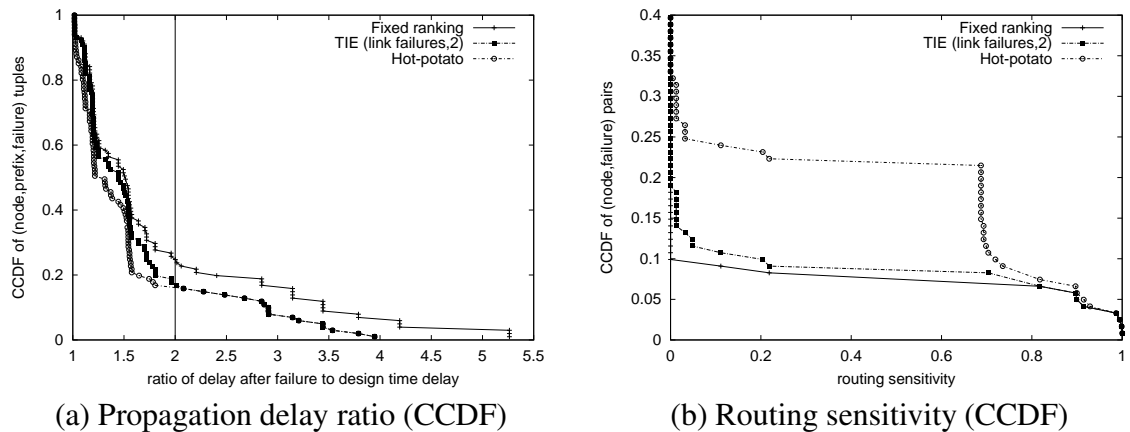 Fixed ranking
TIE (link failures,2)
Hot-potato
CCDF of (node,prefix,failure) tuples
1
0.8
0.6
0.4
0.2
0
1 1.5 2 2.5 3 3.5 4 4.5 5 5.5
ratio of delay after failure to design time delay
(a) Propagation delay ratio (CCDF)
Fixed ranking
TIE (link failures,2)
Hot-potato
CCDF of (node,failure) pairs
0.4
0.35
0.3
0.25
0.2
0.15
0.1
0.05
0
0 0.2 0.4 0.6 0.8 1
routing sensitivity
(b) Routing sensitivity (CCDF)